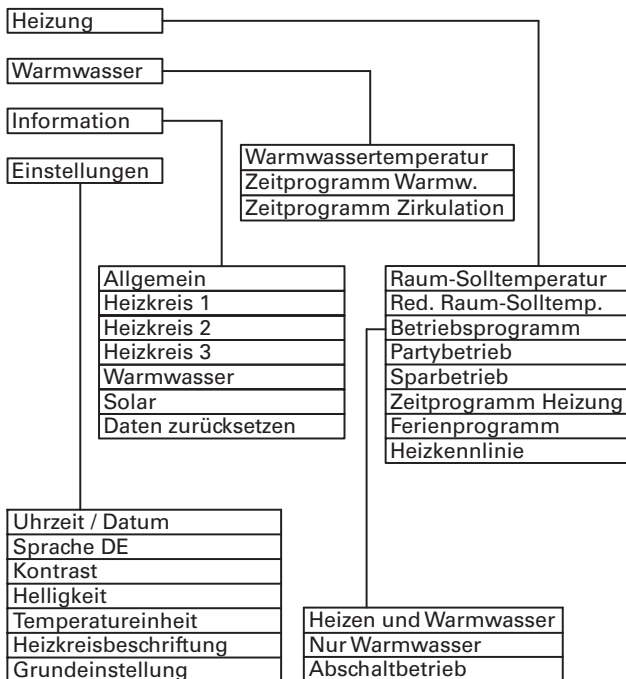 Heizung
Warmwasser
Information
Einstellungen
Warmwassertemperatur
Zeitprogramm Warmw.
Zeitprogramm Zirkulation
Allgemein
Heizkreis 1
Heizkreis 2
Heizkreis 3
Warmwasser
Solar
Daten zurücksetzen
Raum-Solltemperatur
Red. Raum-Solltemp.
Betriebsprogramm
Partybetrieb
Sparbetrieb
Zeitprogramm Heizung
Ferienprogramm
Heizkennlinie
Uhrzeit / Datum
Sprache DE
Kontrast
Helligkeit
Temperatureinheit
Heizkreisbeschriftung
Grundeinstellung
Heizen und Warmwasser
Nur Warmwasser
Abschaltbetrieb